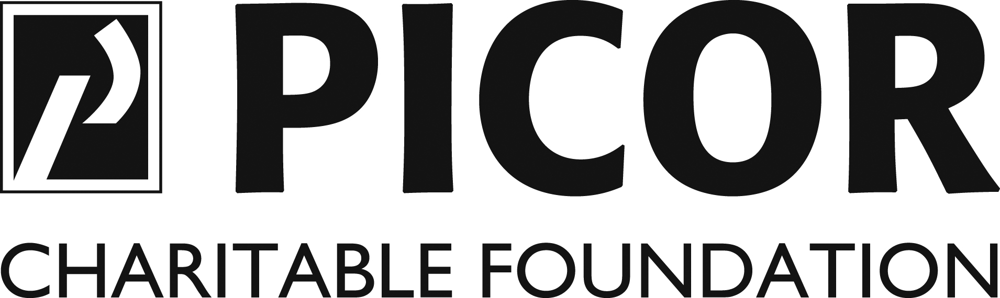 PICOR
CHARITABLE FOUNDATION